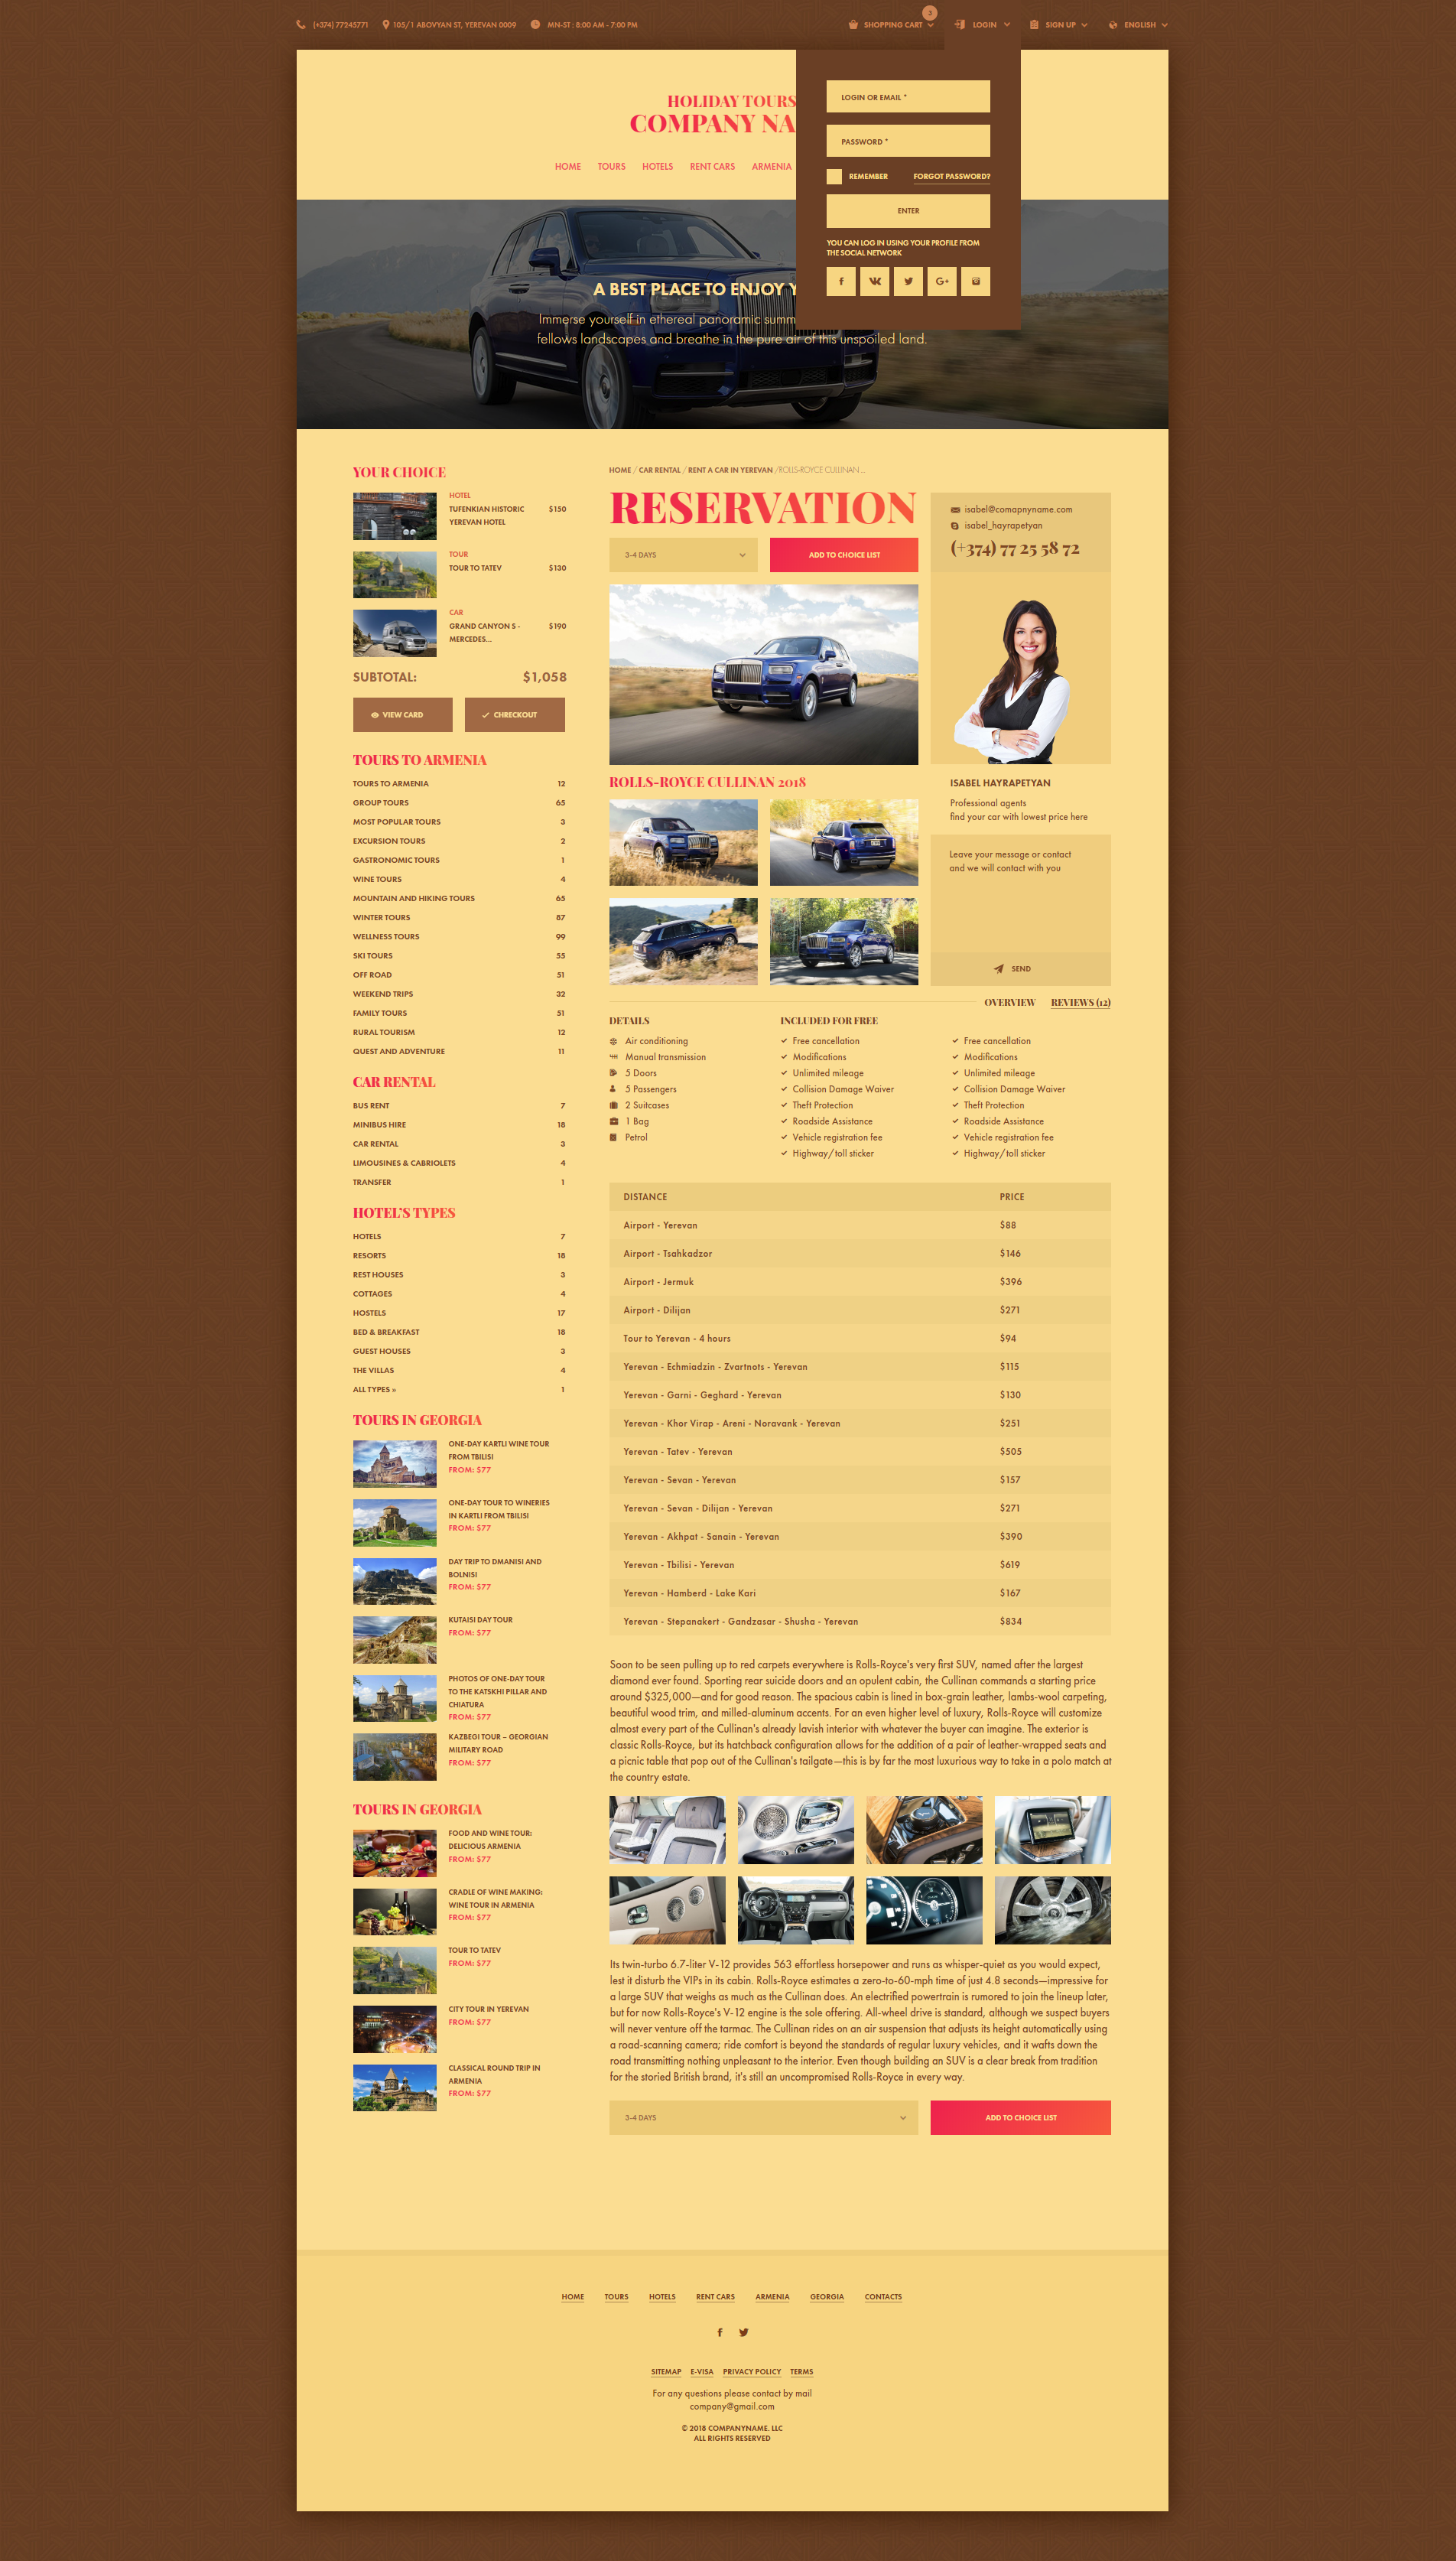 (+374) 77245771
105/1 ABOVYAN ST, YEREVAN 0009
MN-ST : 8:00 AM - 7:00 PM
SHOPPING CART
3
LOGIN
SIGN UP
ENGLISH
HOLIDAY TOURS
COMPANY NA
HOME
TOURS
HOTELS
RENT CARS
ARMENIA
LOGIN OR EMAIL *
PASSWORD *
REMEMBER
FORGOT PASSWORD?
ENTER
YOU CAN LOG IN USING YOUR PROFILE FROM
THE SOCIAL NETWORK
A BEST PLACE TO ENJOY Y
Immerse yourself in ethereal panoramic summ
fellows landscapes and breathe in the pure air of this unspoiled land.
YOUR CHOICE
HOTEL
TUFENKIAN HISTORIC $150
YEREVAN HOTEL
TOUR
TOUR TO TATEV $130
CAR
GRAND CANYON S - $190
MERCEDES...
SUBTOTAL: $1,058
VIEW CARD
CHRECKOUT
TOURS TO ARMENIA
TOURS TO ARMENIA 12
GROUP TOURS 65
MOST POPULAR TOURS 3
EXCURSION TOURS 2
GASTRONOMIC TOURS 1
WINE TOURS 4
MOUNTAIN AND HIKING TOURS 65
WINTER TOURS 87
WELLNESS TOURS 99
SKI TOURS 55
OFF ROAD 51
WEEKEND TRIPS 32
FAMILY TOURS 51
RURAL TOURISM 12
QUEST AND ADVENTURE 11
CAR RENTAL
BUS RENT 7
MINIBUS HIRE 18
CAR RENTAL 3
LIMOUSINES & CABRIOLETS 4
TRANSFER 1
HOTEL'S TYPES
HOTELS 7
RESORTS 18
REST HOUSES 3
COTTAGES 4
HOSTELS 17
BED & BREAKFAST 18
GUEST HOUSES 3
THE VILLAS 4
ALL TYPES » 1
TOURS IN GEORGIA
ONE-DAY KARTLI WINE TOUR
FROM TBILISI
FROM: $77
ONE-DAY TOUR TO WINERIES
IN KARTLI FROM TBILISI
FROM: $77
DAY TRIP TO DMANISI AND
BOLNISI
FROM: $77
KUTAISI DAY TOUR
FROM: $77
PHOTOS OF ONE-DAY TOUR
TO THE KATSKHI PILLAR AND
CHIATURA
FROM: $77
KAZBEGI TOUR – GEORGIAN
MILITARY ROAD
FROM: $77
TOURS IN GEORGIA
FOOD AND WINE TOUR:
DELICIOUS ARMENIA
FROM: $77
CRADLE OF WINE MAKING:
WINE TOUR IN ARMENIA
FROM: $77
TOUR TO TATEV
FROM: $77
CITY TOUR IN YEREVAN
FROM: $77
CLASSICAL ROUND TRIP IN
ARMENIA
FROM: $77
HOME / CAR RENTAL / RENT A CAR IN YEREVAN /ROLLS-ROYCE CULLINAN ...
RESERVATION
3-4 DAYS
ADD TO CHOICE LIST
ROLLS-ROYCE CULLINAN 2018
isabel@comapnyname.com
isabel_hayrapetyan
(+374) 77 25 58 72
ISABEL HAYRAPETYAN
Professional agents
find your car with lowest price here
Leave your message or contact
and we will contact with you
SEND
OVERVIEW
REVIEWS (12)
DETAILS
Air conditioning
Manual transmission
5 Doors
5 Passengers
2 Suitcases
1 Bag
Petrol
INCLUDED FOR FREE
Free cancellation
Modifications
Unlimited mileage
Collision Damage Waiver
Theft Protection
Roadside Assistance
Vehicle registration fee
Highway/toll sticker
Free cancellation
Modifications
Unlimited mileage
Collision Damage Waiver
Theft Protection
Roadside Assistance
Vehicle registration fee
Highway/toll sticker
DISTANCE PRICE
Airport - Yerevan $88
Airport - Tsahkadzor $146
Airport - Jermuk $396
Airport - Dilijan $271
Tour to Yerevan - 4 hours $94
Yerevan - Echmiadzin - Zvartnots - Yerevan $115
Yerevan - Garni - Geghard - Yerevan $130
Yerevan - Khor Virap - Areni - Noravank - Yerevan $251
Yerevan - Tatev - Yerevan $505
Yerevan - Sevan - Yerevan $157
Yerevan - Sevan - Dilijan - Yerevan $271
Yerevan - Akhpat - Sanain - Yerevan $390
Yerevan - Tbilisi - Yerevan $619
Yerevan - Hamberd - Lake Kari $167
Yerevan - Stepanakert - Gandzasar - Shusha - Yerevan $834
Soon to be seen pulling up to red carpets everywhere is Rolls-Royce's very first SUV, named after the largest
diamond ever found. Sporting rear suicide doors and an opulent cabin, the Cullinan commands a starting price
around $325,000—and for good reason. The spacious cabin is lined in box-grain leather, lambs-wool carpeting,
beautiful wood trim, and milled-aluminum accents. For an even higher level of luxury, Rolls-Royce will customize
almost every part of the Cullinan's already lavish interior with whatever the buyer can imagine. The exterior is
classic Rolls-Royce, but its hatchback configuration allows for the addition of a pair of leather-wrapped seats and
a picnic table that pop out of the Cullinan's tailgate—this is by far the most luxurious way to take in a polo match at
the country estate.
Its twin-turbo 6.7-liter V-12 provides 563 effortless horsepower and runs as whisper-quiet as you would expect,
lest it disturb the VIPs in its cabin. Rolls-Royce estimates a zero-to-60-mph time of just 4.8 seconds—impressive for
a large SUV that weighs as much as the Cullinan does. An electrified powertrain is rumored to join the lineup later,
but for now Rolls-Royce's V-12 engine is the sole offering. All-wheel drive is standard, although we suspect buyers
will never venture off the tarmac. The Cullinan rides on an air suspension that adjusts its height automatically using
a road-scanning camera; ride comfort is beyond the standards of regular luxury vehicles, and it wafts down the
road transmitting nothing unpleasant to the interior. Even though building an SUV is a clear break from tradition
for the storied British brand, it's still an uncompromised Rolls-Royce in every way.
3-4 DAYS
ADD TO CHOICE LIST
HOME
TOURS
HOTELS
RENT CARS
ARMENIA
GEORGIA
CONTACTS
SITEMAP
E-VISA
PRIVACY POLICY
TERMS
For any questions please contact by mail
company@gmail.com
© 2018 COMPANYNAME. LLC
ALL RIGHTS RESERVED